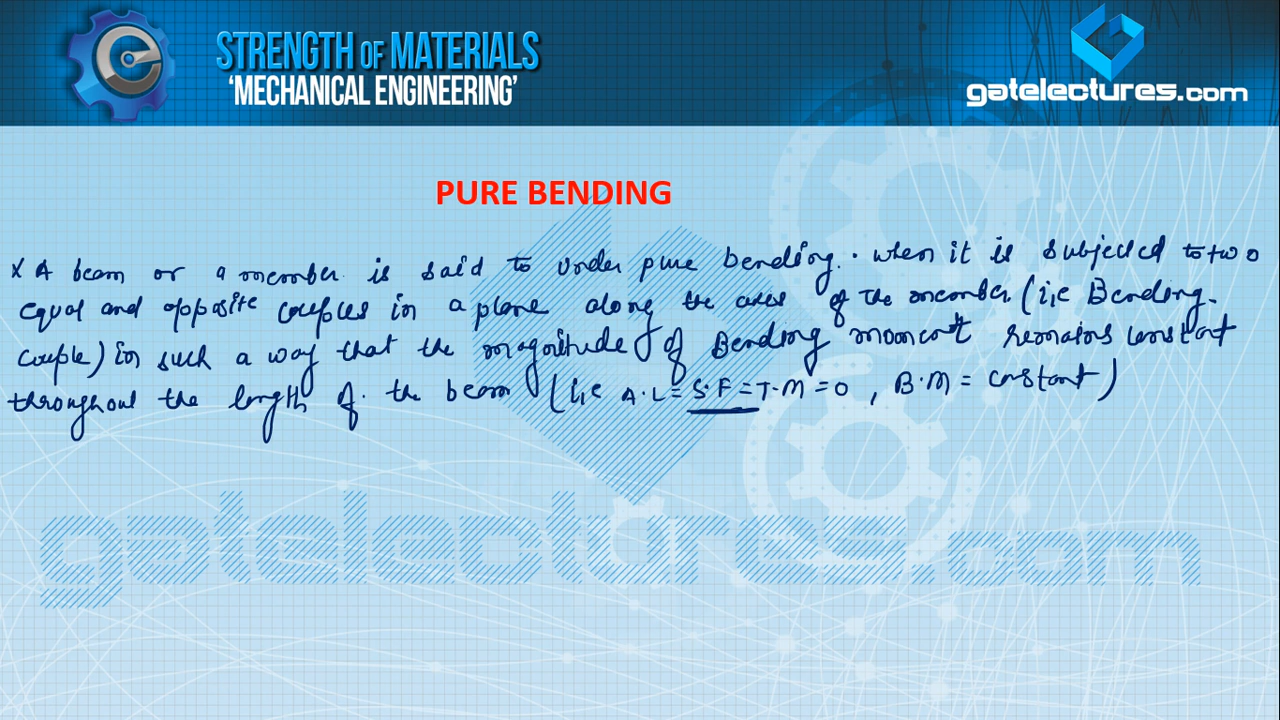 STRENGTH OF MATERIALS
'MECHANICAL ENGINEERING'
gatelectures.com
PURE BENDING
x A beam or a member is said to under pure bending. when it is subjected to two
equal and opposite couples in a plane along the axes of the member (i,e Bending
couple) in such a way that the magnitude of Bending moment remains constant
throughout the length of the beam (i,e A.L = S.F = T.M = 0 , B.M = constant)
gatelectures.com